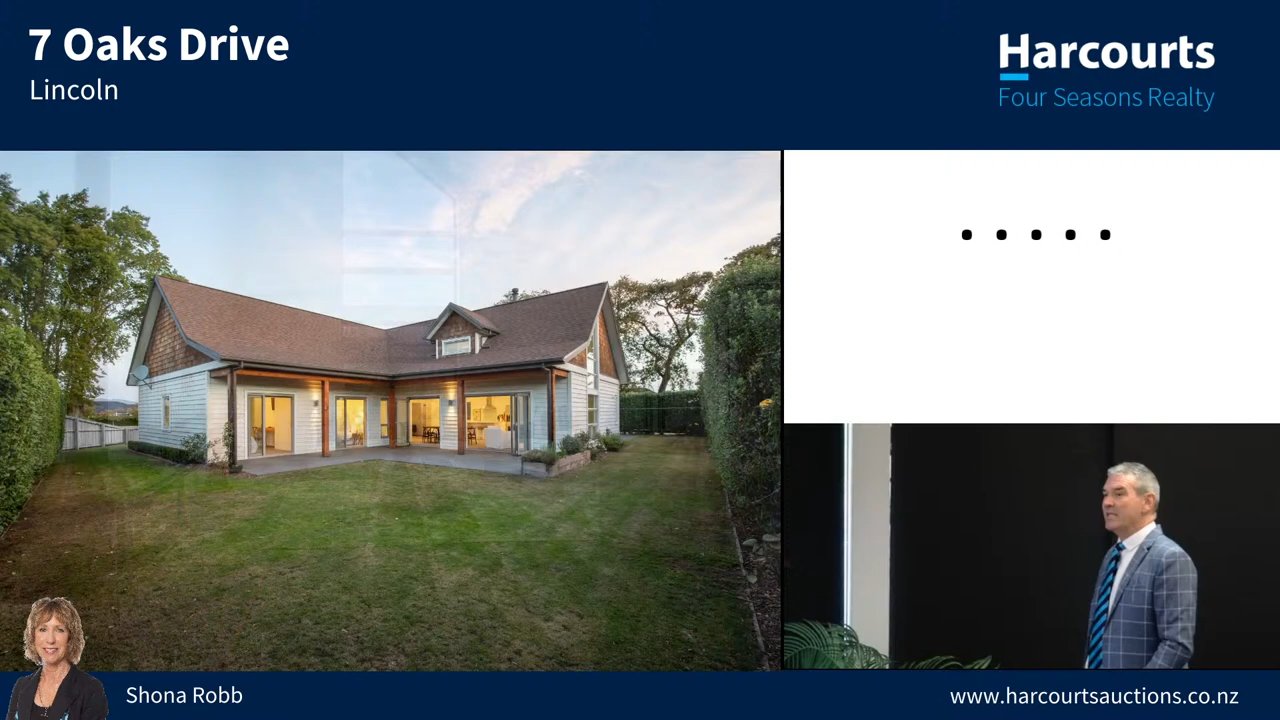 7 Oaks Drive
Lincoln
Harcourts
Four Seasons Realty
. . . . .
Shona Robb
www.harcourtsauctions.co.nz